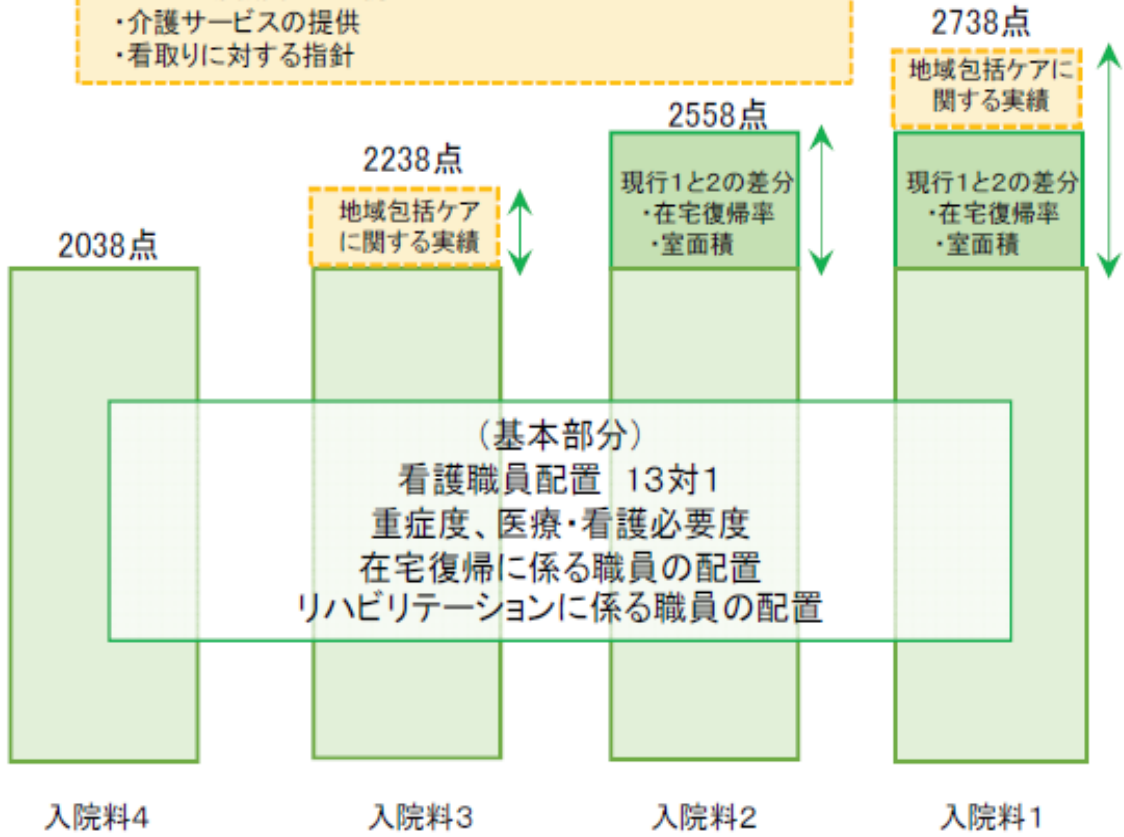 ・介護サービスの提供
・看取りに対する指針
2738点
地域包括ケアに
関する実績
2558点
現行1と2の差分
・在宅復帰率
・室面積
現行1と2の差分
・在宅復帰率
・室面積
2238点
地域包括ケア
に関する実績
2038点
(基本部分)
看護職員配置 13対1
重症度、医療・看護必要度
在宅復帰に係る職員の配置
リハビリテーションに係る職員の配置
入院料4
入院料3
入院料2
入院料1